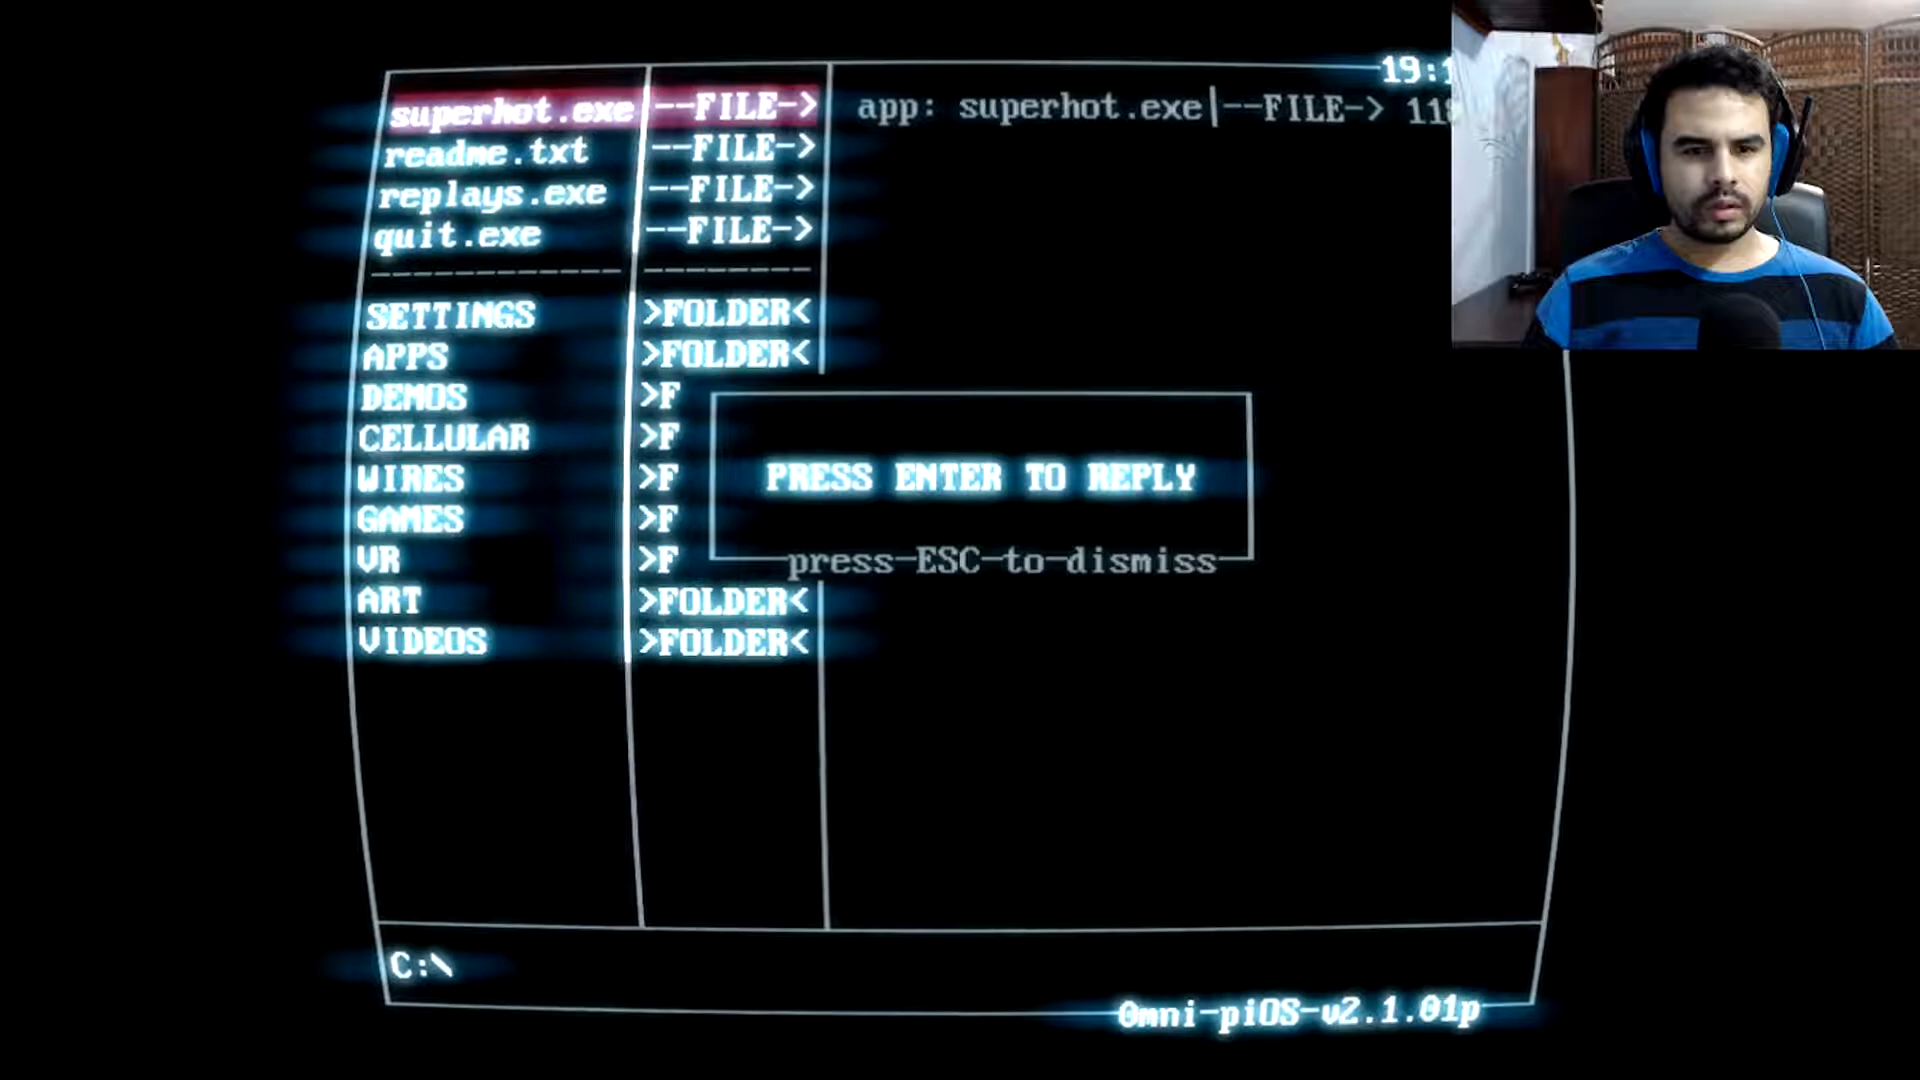 19:1
superhot.exe --FILE-> app: superhot.exe|--FILE-> 118
readme.txt --FILE->
replays.exe --FILE->
quit.exe --FILE->
SETTINGS >FOLDER<
APPS >FOLDER<
DEMOS >F
CELLULAR >F
WIRES >F
GAMES >F
VR >F
ART >FOLDER<
VIDEOS >FOLDER<
PRESS ENTER TO REPLY
press-ESC-to-dismiss
C:\
Omni-piOS-v2.1.01p